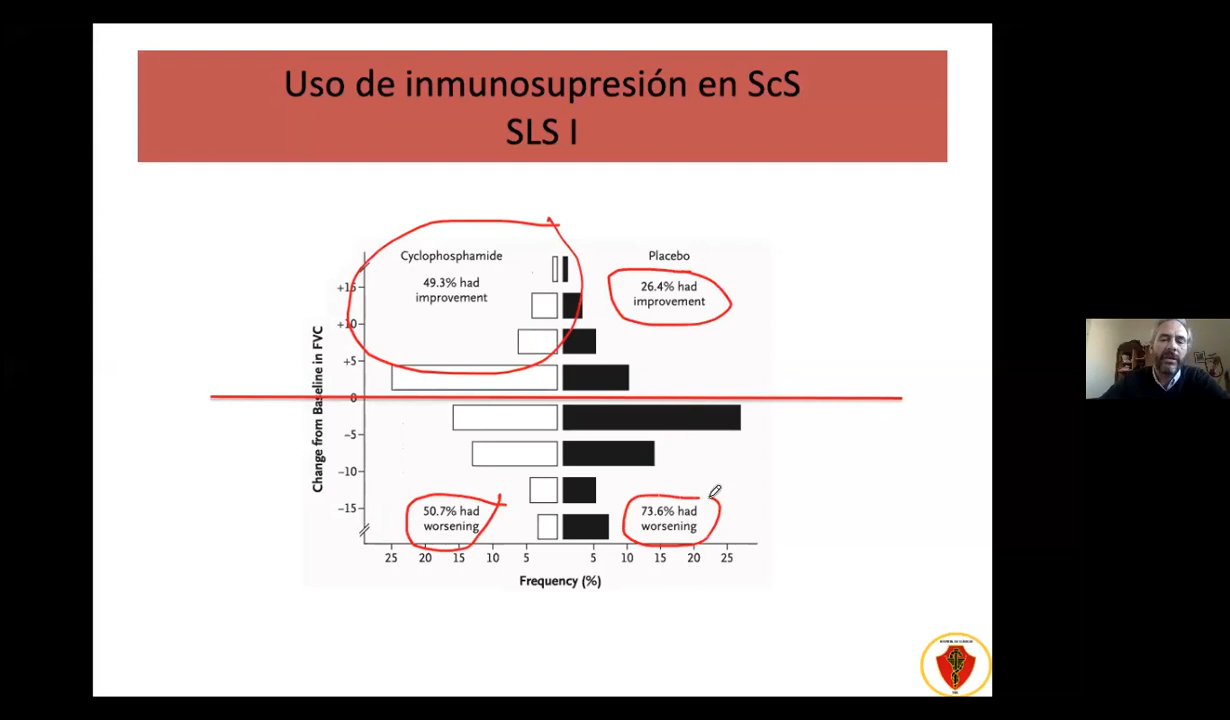 Uso de inmunosupresión en ScS
SLS I
Cyclophosphamide
49.3% had
improvement
Placebo
26.4% had
improvement
+15
+10
+5
0
−5
−10
−15
Change from Baseline in FVC
50.7% had
worsening
73.6% had
worsening
25 20 15 10 5 5 10 15 20 25
Frequency (%)